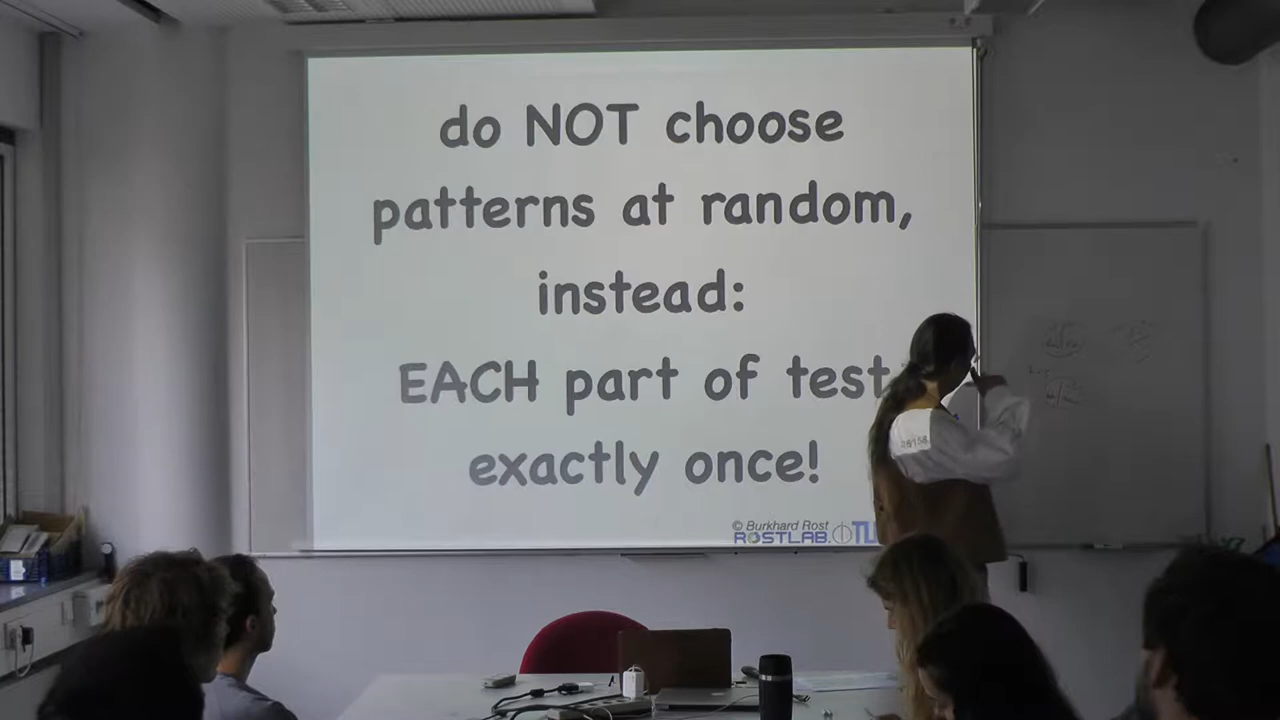 do NOT choose
patterns at random,
instead:
EACH part of test
exactly once!
© Burkhard Rost
ROSTLAB.